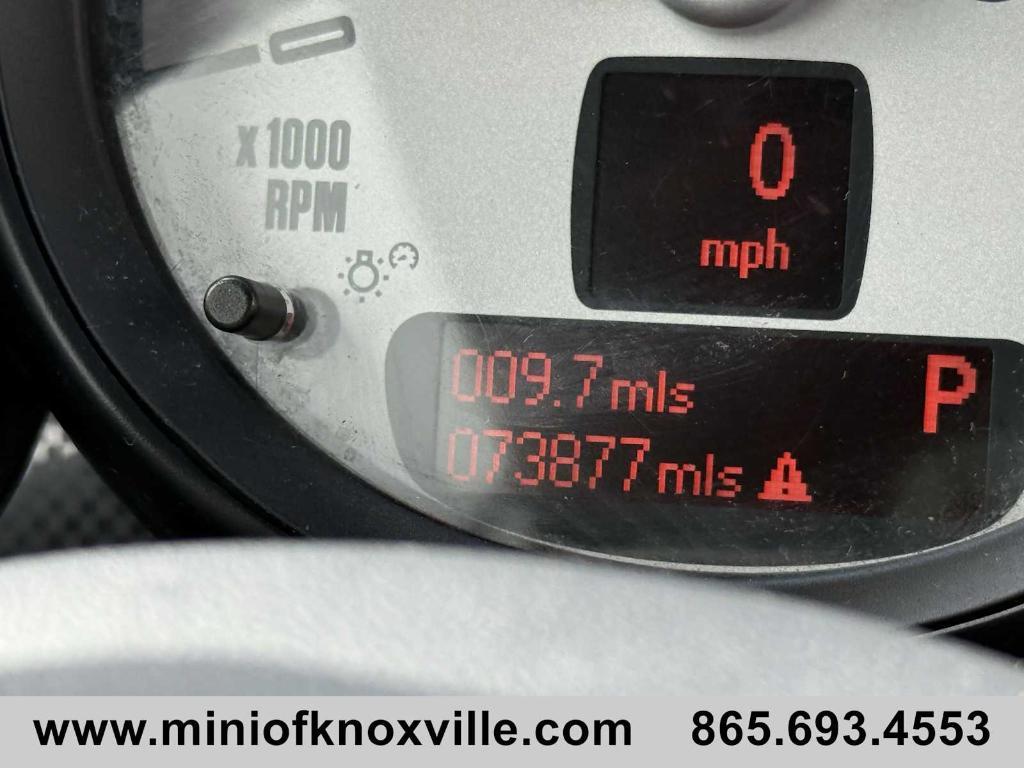 x 1000
RPM
0
mph
009.7 mls
P
073877 mls
www.miniofknoxville.com
865.693.4553